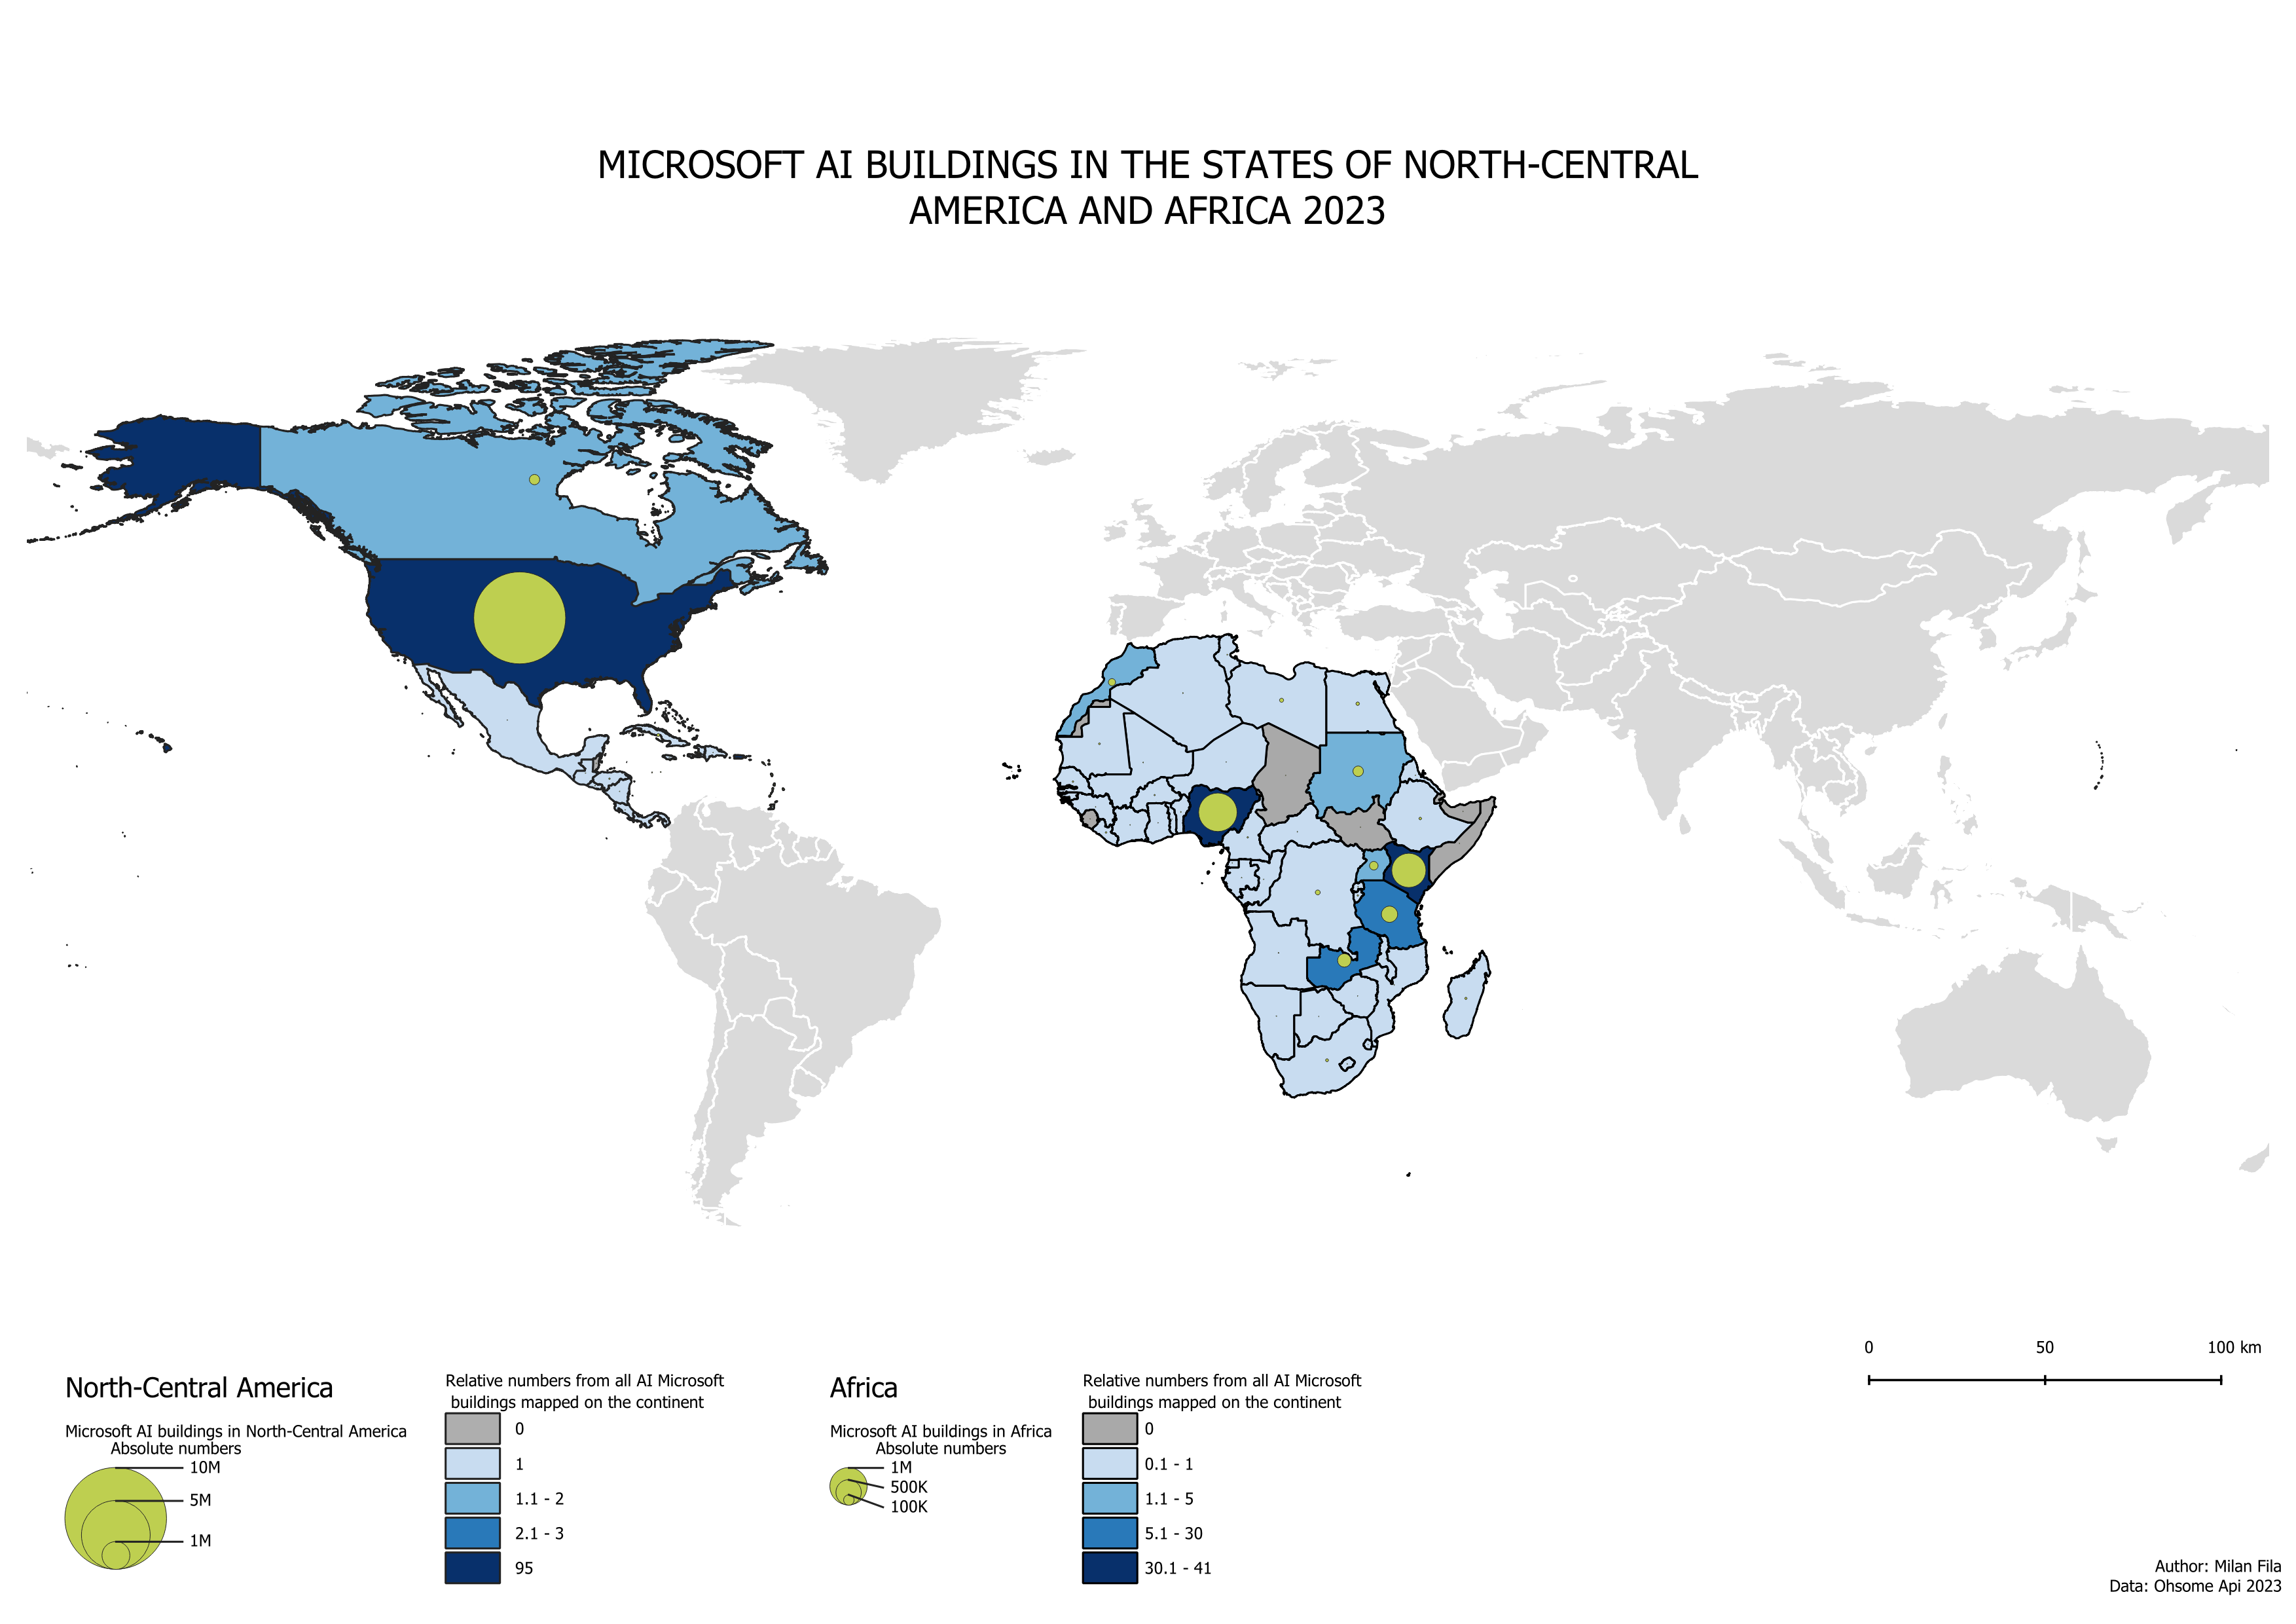 MICROSOFT AI BUILDINGS IN THE STATES OF NORTH-CENTRAL
AMERICA AND AFRICA 2023
North-Central America
Microsoft AI buildings in North-Central America
Absolute numbers
10M
5M
1M
Relative numbers from all AI Microsoft
buildings mapped on the continent
0
1
1.1 - 2
2.1 - 3
95
Africa
Microsoft AI buildings in Africa
Absolute numbers
1M
500K
100K
Relative numbers from all AI Microsoft
buildings mapped on the continent
0
0.1 - 1
1.1 - 5
5.1 - 30
30.1 - 41
0 50 100 km
Author: Milan Fila
Data: Ohsome Api 2023